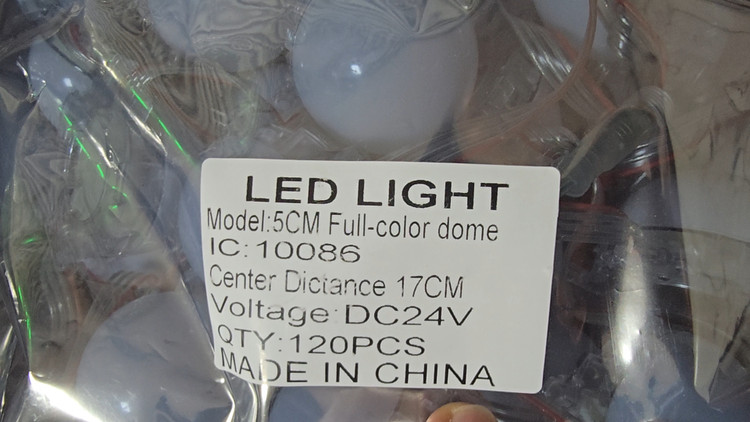 LED LIGHT
Model:5CM Full-color dome
IC:10086
Center Dictance 17CM
Voltage:DC24V
QTY:120PCS
MADE IN CHINA